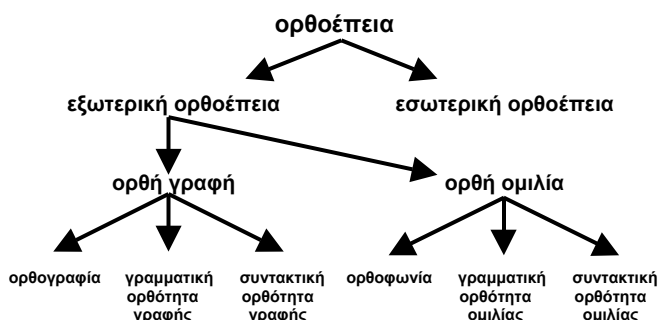 ορθοέπεια
εξωτερική ορθοέπεια
εσωτερική ορθοέπεια
ορθή γραφή
ορθή ομιλία
ορθογραφία
γραμματική
ορθότητα
γραφής
συντακτική
ορθότητα
γραφής
ορθοφωνία
γραμματική
ορθότητα
ομιλίας
συντακτική
ορθότητα
ομιλίας